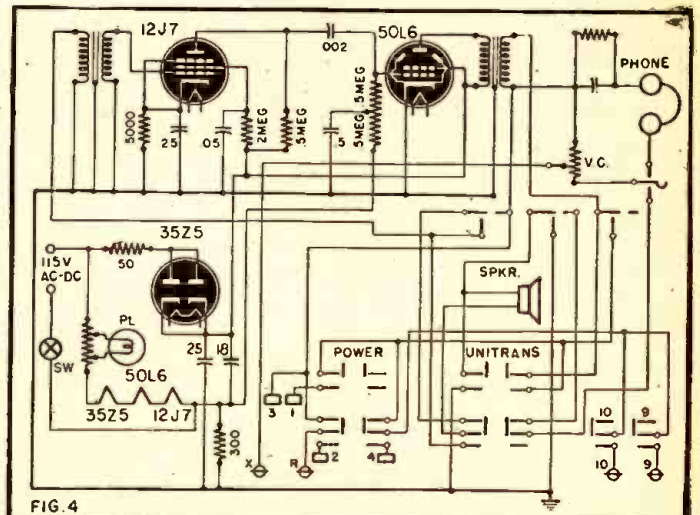 12J7
50L6
.002
PHONE
5000
.25
.05
.2MEG
.5MEG
.5
.5MEG
.5MEG
V.C.
35Z5
115V
AC-DC
50
SPKR.
PL
SW
25
18
50L6
35Z5
12J7
POWER
UNITRANS
3
1
2
4
300
X
R
10
9
10
9
FIG.4